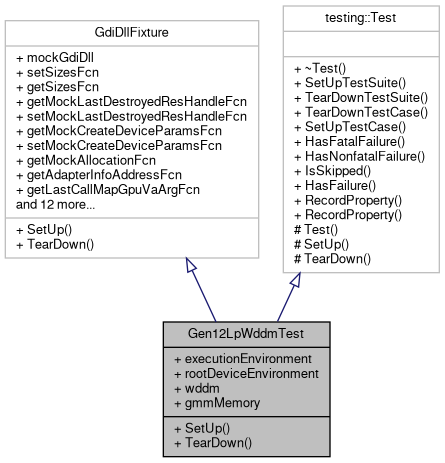 GdiDllFixture
+ mockGdiDll
+ setSizesFcn
+ getSizesFcn
+ getMockLastDestroyedResHandleFcn
+ setMockLastDestroyedResHandleFcn
+ getMockCreateDeviceParamsFcn
+ setMockCreateDeviceParamsFcn
+ getMockAllocationFcn
+ getAdapterInfoAddressFcn
+ getLastCallMapGpuVaArgFcn
and 12 more...
+ SetUp()
+ TearDown()
testing::Test
+ ~Test()
+ SetUpTestSuite()
+ TearDownTestSuite()
+ TearDownTestCase()
+ SetUpTestCase()
+ HasFatalFailure()
+ HasNonfatalFailure()
+ IsSkipped()
+ HasFailure()
+ RecordProperty()
+ RecordProperty()
# Test()
# SetUp()
# TearDown()
Gen12LpWddmTest
+ executionEnvironment
+ rootDeviceEnvironment
+ wddm
+ gmmMemory
+ SetUp()
+ TearDown()